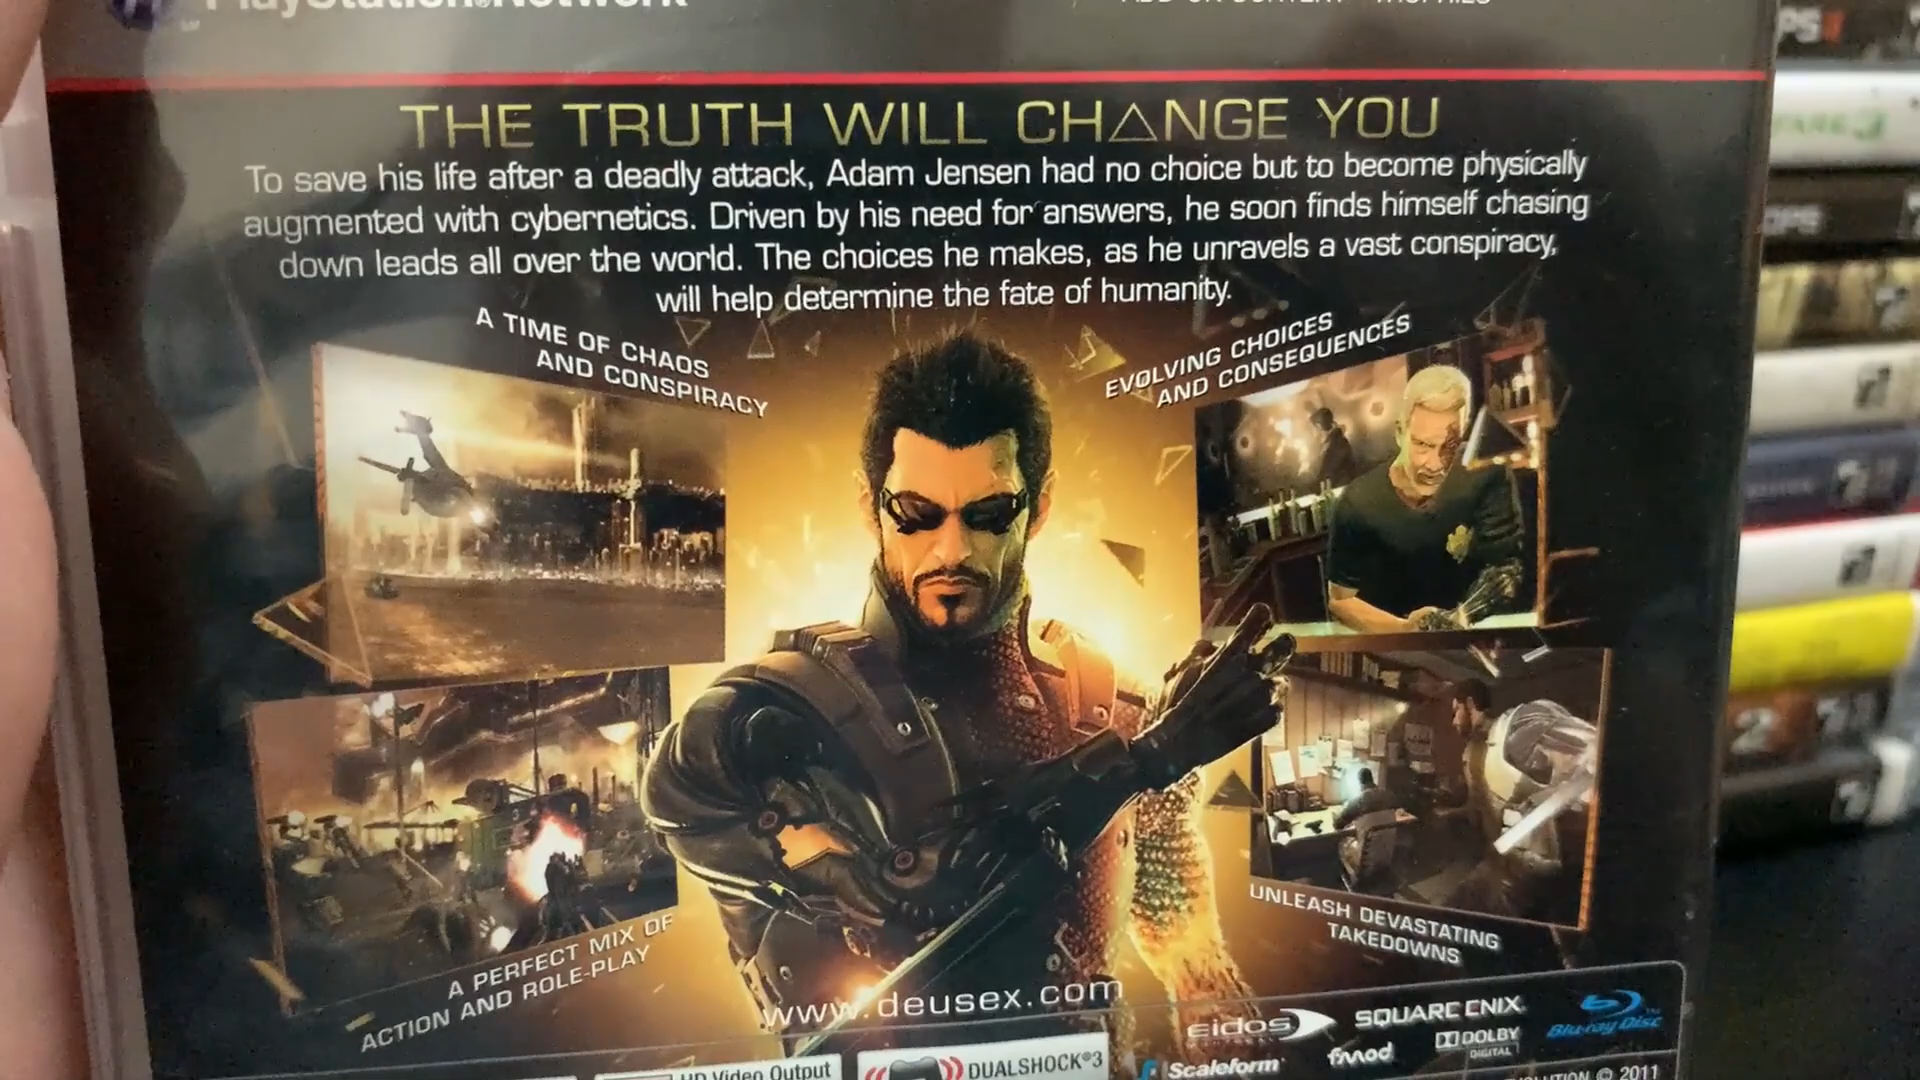 PlayStation®Network
THE TRUTH WILL CHΔNGE YOU
To save his life after a deadly attack, Adam Jensen had no choice but to become physically
augmented with cybernetics. Driven by his need for answers, he soon finds himself chasing
down leads all over the world. The choices he makes, as he unravels a vast conspiracy,
will help determine the fate of humanity.
A TIME OF CHAOS
AND CONSPIRACY
EVOLVING CHOICES
AND CONSEQUENCES
A PERFECT MIX OF
ACTION AND ROLE-PLAY
UNLEASH DEVASTATING
TAKEDOWNS
www.deusex.com
eidos
SQUARE ENIX.
Blu-ray Disc
DOLBY
DIGITAL
Scaleform
fmod
HD Video Output
DUALSHOCK®3
© 2011